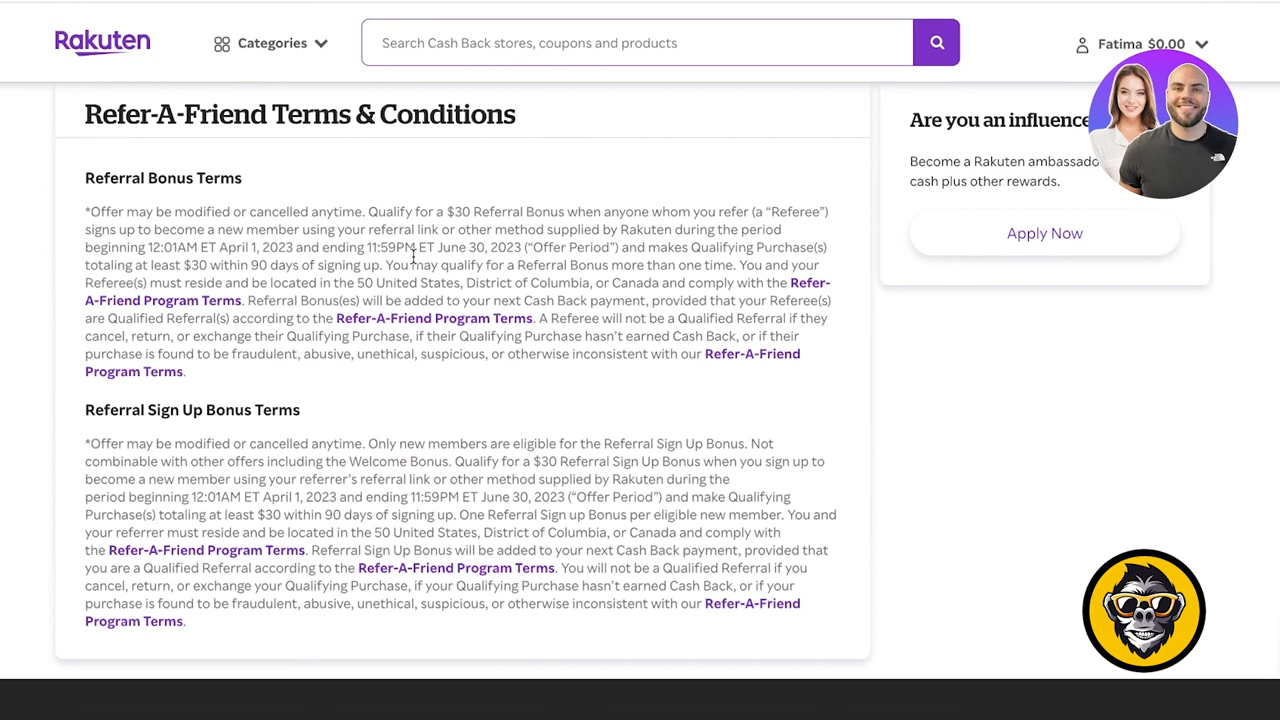 Rakuten
Categories
Search Cash Back stores, coupons and products
Fatima $0.00
Refer-A-Friend Terms & Conditions
Referral Bonus Terms
*Offer may be modified or cancelled anytime. Qualify for a $30 Referral Bonus when anyone whom you refer (a “Referee”)
signs up to become a new member using your referral link or other method supplied by Rakuten during the period
beginning 12:01AM ET April 1, 2023 and ending 11:59PM ET June 30, 2023 (“Offer Period”) and makes Qualifying Purchase(s)
totaling at least $30 within 90 days of signing up. You may qualify for a Referral Bonus more than one time. You and your
Referee(s) must reside and be located in the 50 United States, District of Columbia, or Canada and comply with the Refer-
A-Friend Program Terms. Referral Bonus(es) will be added to your next Cash Back payment, provided that your Referee(s)
are Qualified Referral(s) according to the Refer-A-Friend Program Terms. A Referee will not be a Qualified Referral if they
cancel, return, or exchange their Qualifying Purchase, if their Qualifying Purchase hasn’t earned Cash Back, or if their
purchase is found to be fraudulent, abusive, unethical, suspicious, or otherwise inconsistent with our Refer-A-Friend
Program Terms.
Referral Sign Up Bonus Terms
*Offer may be modified or cancelled anytime. Only new members are eligible for the Referral Sign Up Bonus. Not
combinable with other offers including the Welcome Bonus. Qualify for a $30 Referral Sign Up Bonus when you sign up to
become a new member using your referrer’s referral link or other method supplied by Rakuten during the
period beginning 12:01AM ET April 1, 2023 and ending 11:59PM ET June 30, 2023 (“Offer Period”) and make Qualifying
Purchase(s) totaling at least $30 within 90 days of signing up. One Referral Sign up Bonus per eligible new member. You and
your referrer must reside and be located in the 50 United States, District of Columbia, or Canada and comply with
the Refer-A-Friend Program Terms. Referral Sign Up Bonus will be added to your next Cash Back payment, provided that
you are a Qualified Referral according to the Refer-A-Friend Program Terms. You will not be a Qualified Referral if you
cancel, return, or exchange your Qualifying Purchase, if your Qualifying Purchase hasn’t earned Cash Back, or if your
purchase is found to be fraudulent, abusive, unethical, suspicious, or otherwise inconsistent with our Refer-A-Friend
Program Terms.
Are you an influence
Become a Rakuten ambassado
cash plus other rewards.
Apply Now